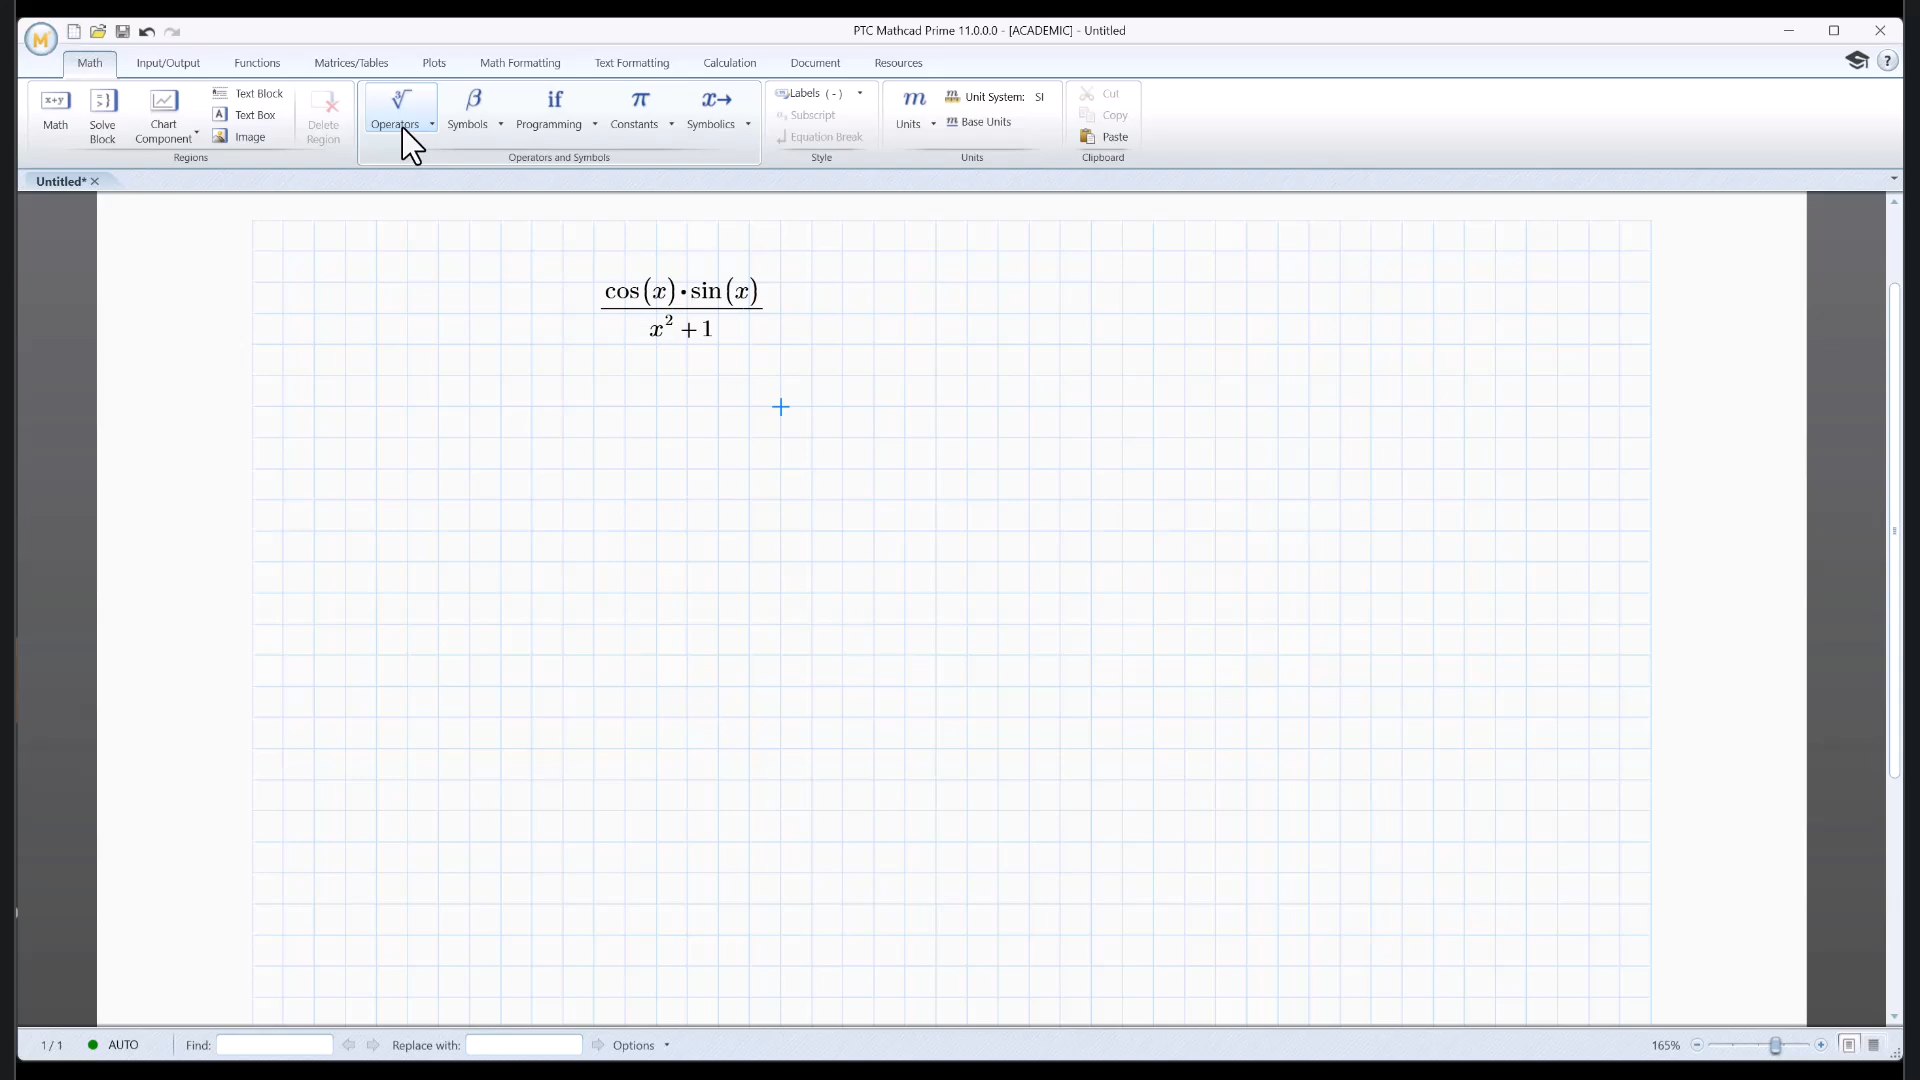 PTC Mathcad Prime 11.0.0.0 - [ACADEMIC] - Untitled
Math Input/Output Functions Matrices/Tables Plots Math Formatting Text Formatting Calculation Document Resources
Math
Solve Block
Chart Component
Text Block
Text Box
Image
Delete Region
Regions
Operators
Symbols
Programming
Constants
Symbolics
Operators and Symbols
Labels ( - )
Subscript
Equation Break
Style
Units
Unit System: SI
Base Units
Units
Cut
Copy
Paste
Clipboard
Untitled*
cos(x)·sin(x)
x² + 1
1 / 1 AUTO Find: Replace with: Options 165%